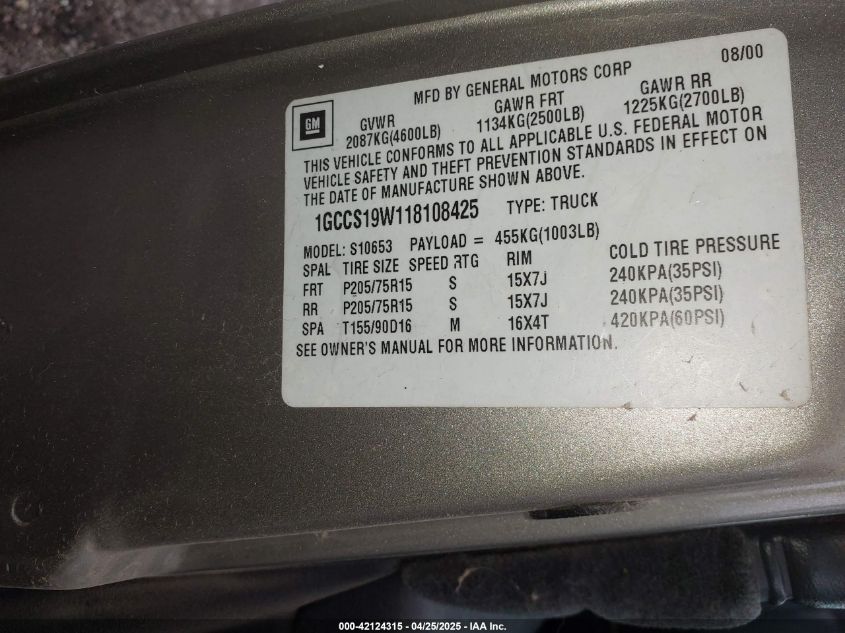 MFD BY GENERAL MOTORS CORP 08/00
GM
GVWR GAWR FRT GAWR RR
2087KG(4600LB) 1134KG(2500LB) 1225KG(2700LB)
THIS VEHICLE CONFORMS TO ALL APPLICABLE U.S. FEDERAL MOTOR
VEHICLE SAFETY AND THEFT PREVENTION STANDARDS IN EFFECT ON
THE DATE OF MANUFACTURE SHOWN ABOVE.
1GCCS19W118108425 TYPE: TRUCK
MODEL: S10653 PAYLOAD = 455KG(1003LB)
SPAL TIRE SIZE SPEED RTG RIM COLD TIRE PRESSURE
FRT P205/75R15 S 15X7J 240KPA(35PSI)
RR P205/75R15 S 15X7J 240KPA(35PSI)
SPA T155/90D16 M 16X4T 420KPA(60PSI)
SEE OWNER'S MANUAL FOR MORE INFORMATION.
000-42124315 - 04/25/2025 - IAA Inc.